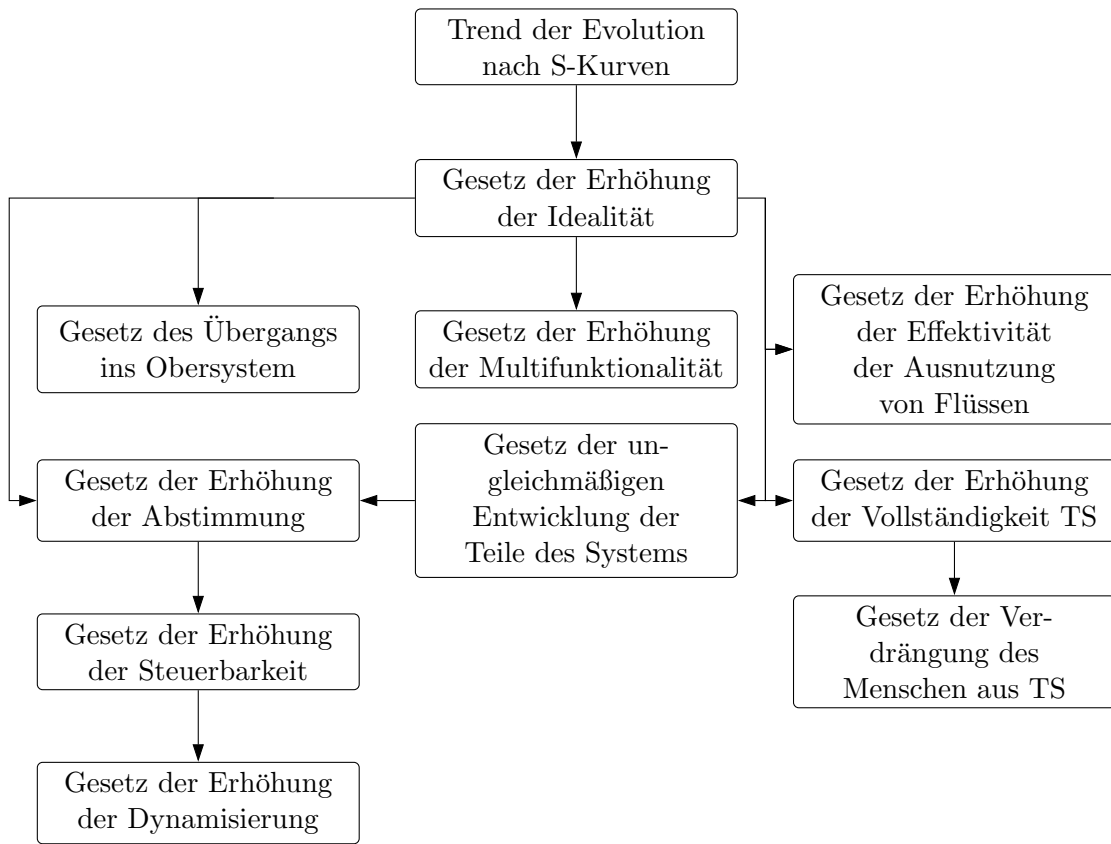 Trend der Evolution
nach S-Kurven
Gesetz der Erhöhung
der Idealität
Gesetz des Übergangs
ins Obersystem
Gesetz der Erhöhung
der Multifunktionalität
Gesetz der Erhöhung
der Effektivität
der Ausnutzung
von Flüssen
Gesetz der Erhöhung
der Abstimmung
Gesetz der un-
gleichmäßigen
Entwicklung der
Teile des Systems
Gesetz der Erhöhung
der Vollständigkeit TS
Gesetz der Erhöhung
der Steuerbarkeit
Gesetz der Ver-
drängung des
Menschen aus TS
Gesetz der Erhöhung
der Dynamisierung